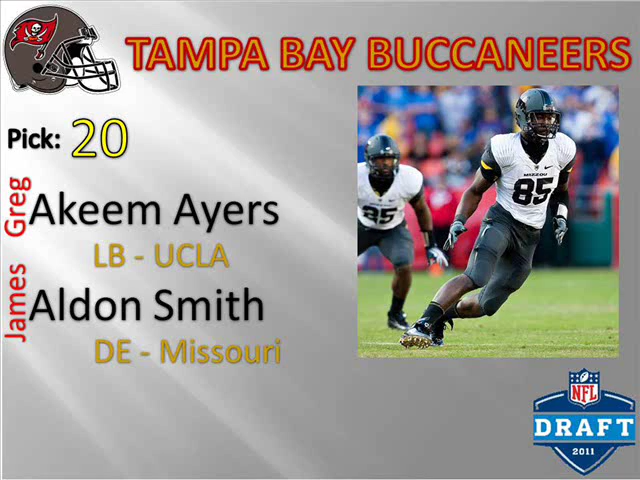 TAMPA BAY BUCCANEERS
Pick: 20
Greg
Akeem Ayers
LB - UCLA
James
Aldon Smith
DE - Missouri
MIZZOU
85
85
NFL
DRAFT
2011